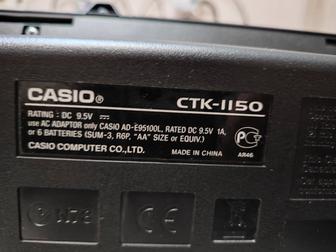 CASIO® CTK-1150
RATING: DC 9.5V ⎓
use AC ADAPTOR only CASIO AD-E95100L, RATED DC 9.5V 1A,
or 6 BATTERIES (SUM-3, R6P, "AA" SIZE or EQUIV.)
CASIO COMPUTER CO.,LTD. MADE IN CHINA
AR46
CE